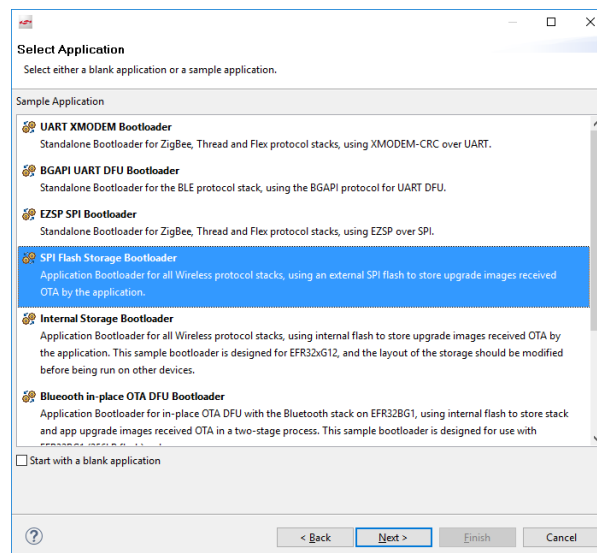 Select Application
Select either a blank application or a sample application.
Sample Application
UART XMODEM Bootloader
Standalone Bootloader for ZigBee, Thread and Flex protocol stacks, using XMODEM-CRC over UART.
BGAPI UART DFU Bootloader
Standalone Bootloader for the BLE protocol stack, using the BGAPI protocol for UART DFU.
EZSP SPI Bootloader
Standalone Bootloader for ZigBee, Thread and Flex protocol stacks, using EZSP over SPI.
SPI Flash Storage Bootloader
Application Bootloader for all Wireless protocol stacks, using an external SPI flash to store upgrade images received
OTA by the application.
Internal Storage Bootloader
Application Bootloader for all Wireless protocol stacks, using internal flash to store upgrade images received OTA by
the application. This sample bootloader is designed for EFR32xG12, and the layout of the storage should be modified
before being run on other devices.
Blueooth in-place OTA DFU Bootloader
Application Bootloader for in-place OTA DFU with the Bluetooth stack on EFR32BG1, using internal flash to store stack
and app upgrade images received OTA in a two-stage process. This sample bootloader is designed for use with
Start with a blank application
? < Back Next > Finish Cancel